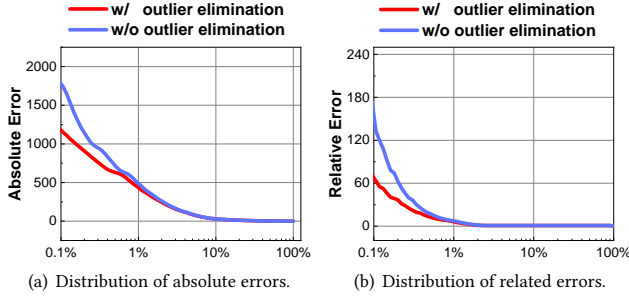 w/ outlier elimination
w/o outlier elimination
Absolute Error
2000
1500
1000
500
0
0.1%
1%
10%
100%
(a) Distribution of absolute errors.
w/ outlier elimination
w/o outlier elimination
Relative Error
240
180
120
60
0
0.1%
1%
10%
100%
(b) Distribution of related errors.